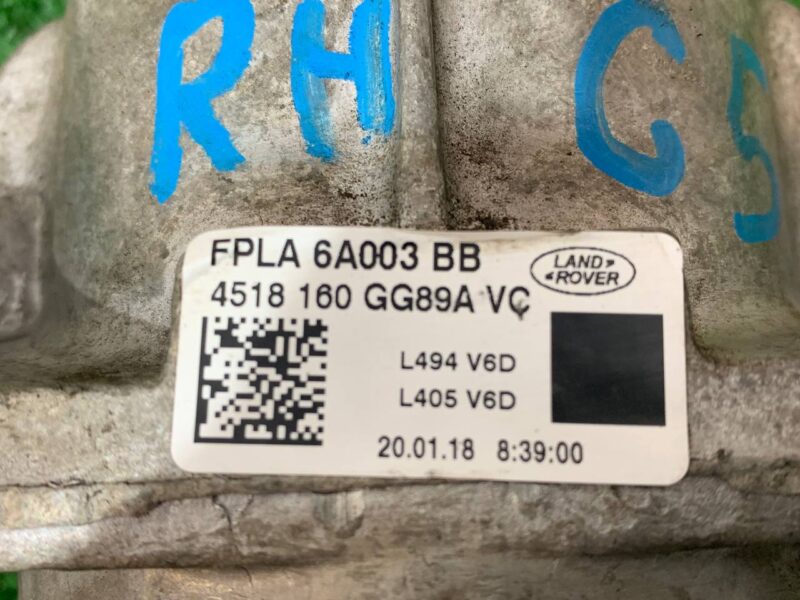 RH C5
FPLA 6A003 BB
LAND
ROVER
4518 160 GG89A VC
L494 V6D
L405 V6D
20.01.18 8:39:00